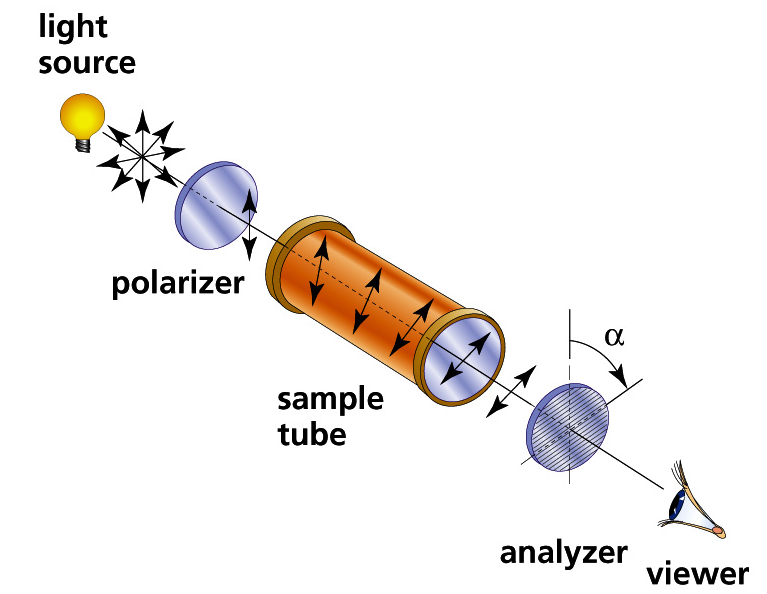 light
source
polarizer
α
sample
tube
analyzer
viewer